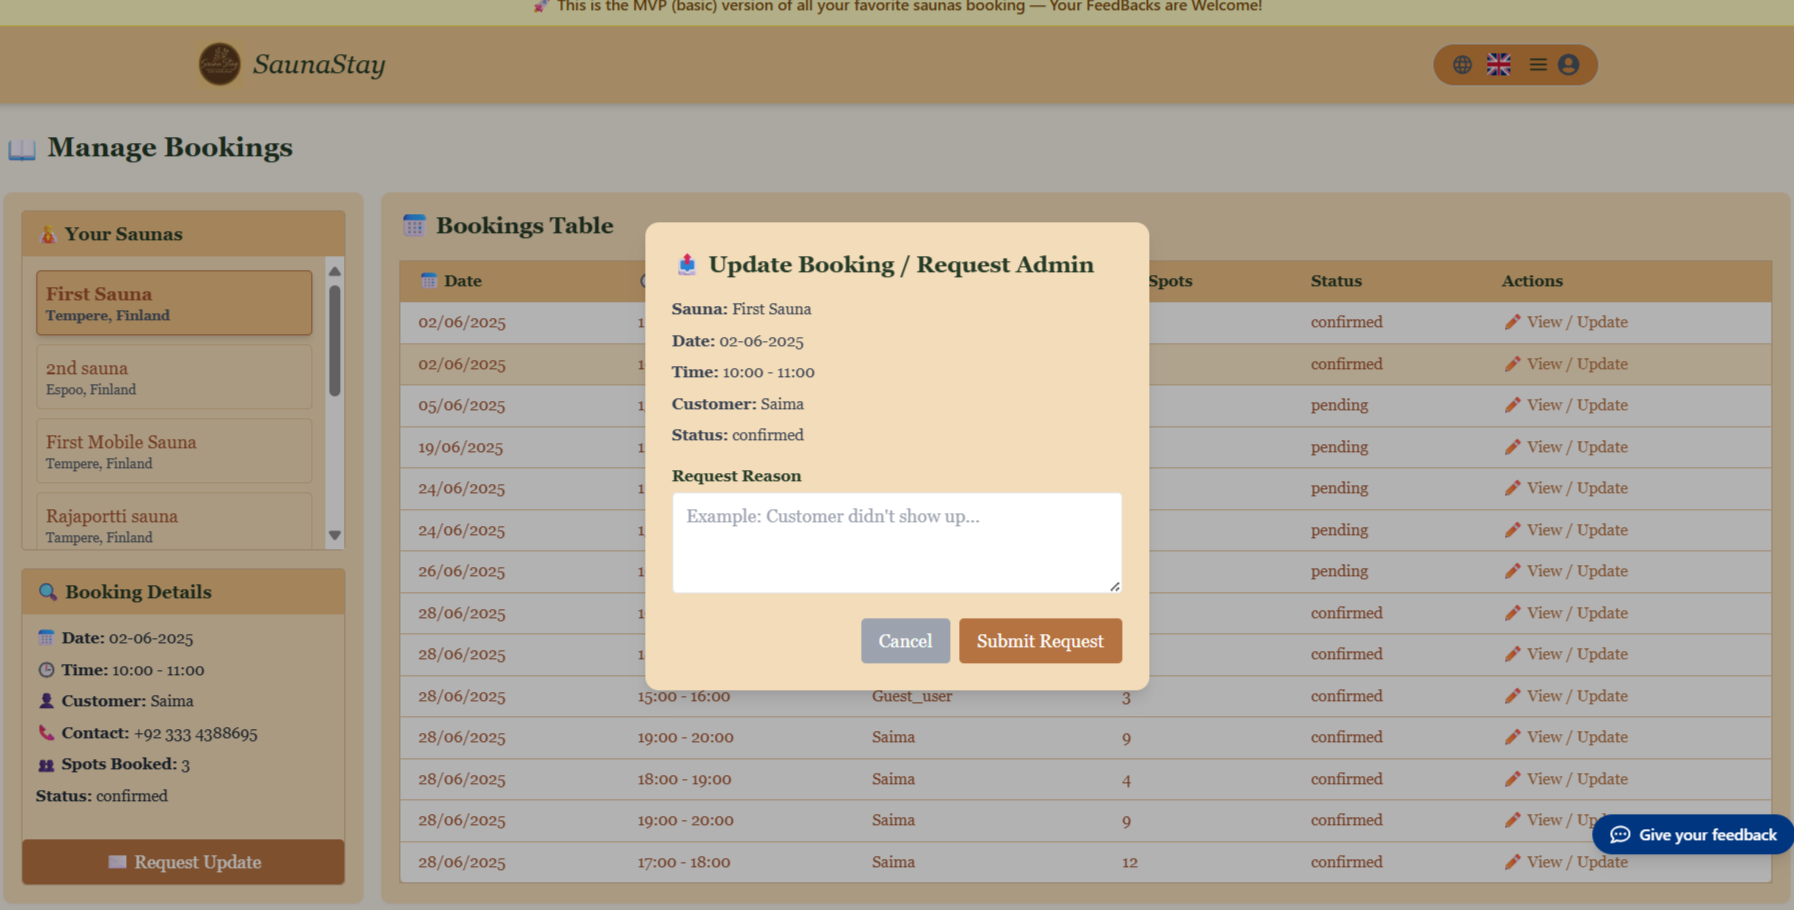 This is the MVP (basic) version of all your favorite saunas booking — Your FeedBacks are Welcome!
SaunaStay
Manage Bookings
Your Saunas
First Sauna
Tempere, Finland
2nd sauna
Espoo, Finland
First Mobile Sauna
Tempere, Finland
Rajaportti sauna
Tampere, Finland
Booking Details
Date: 02-06-2025
Time: 10:00 - 11:00
Customer: Saima
Contact: +92 333 4388695
Spots Booked: 3
Status: confirmed
Request Update
Bookings Table
Date Spots Status Actions
02/06/2025 confirmed View / Update
02/06/2025 confirmed View / Update
05/06/2025 pending View / Update
19/06/2025 pending View / Update
24/06/2025 pending View / Update
24/06/2025 pending View / Update
26/06/2025 pending View / Update
28/06/2025 confirmed View / Update
28/06/2025 confirmed View / Update
28/06/2025 15:00 - 16:00 Guest_user 3 confirmed View / Update
28/06/2025 19:00 - 20:00 Saima 9 confirmed View / Update
28/06/2025 18:00 - 19:00 Saima 4 confirmed View / Update
28/06/2025 19:00 - 20:00 Saima 9 confirmed View / Up
28/06/2025 17:00 - 18:00 Saima 12 confirmed View / Update
Update Booking / Request Admin
Sauna: First Sauna
Date: 02-06-2025
Time: 10:00 - 11:00
Customer: Saima
Status: confirmed
Request Reason
Example: Customer didn't show up...
Cancel
Submit Request
Give your feedback